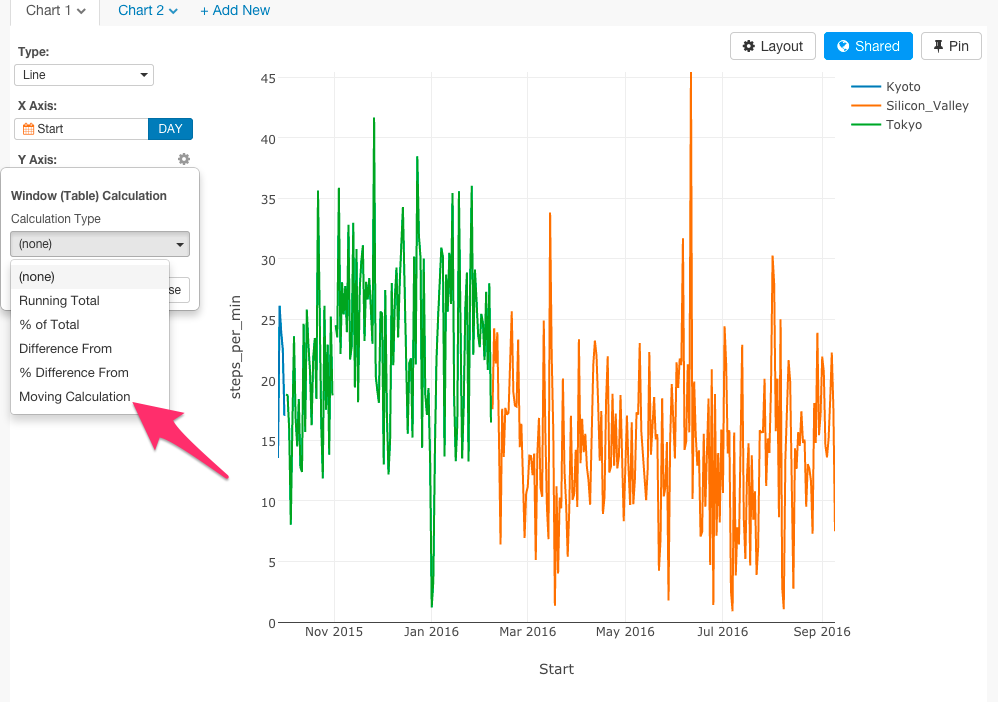 Chart 1
Chart 2
+ Add New
Type:
Line
X Axis:
Start
DAY
Y Axis:
Window (Table) Calculation
Calculation Type
(none)
(none)
Running Total
% of Total
Difference From
% Difference From
Moving Calculation
se
Layout
Shared
Pin
45
40
35
30
25
20
15
10
5
0
steps_per_min
Nov 2015
Jan 2016
Mar 2016
May 2016
Jul 2016
Sep 2016
Start
Kyoto
Silicon_Valley
Tokyo